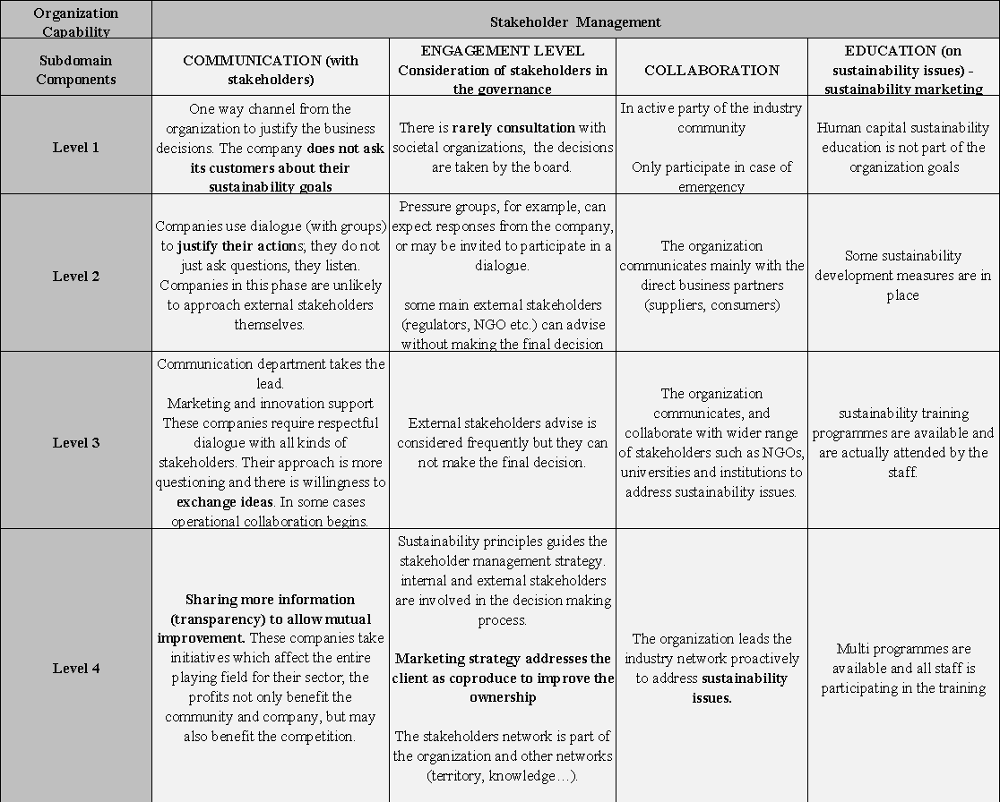 Organization
Capability
Stakeholder Management
Subdomain
Components
COMMUNICATION (with
stakeholders)
ENGAGEMENT LEVEL
Consideration of stakeholders in
the governance
COLLABORATION
EDUCATION (on
sustainability issues) -
sustainability marketing
Level 1
One way channel from the
organization to justify the business
decisions. The company does not ask
its customers about their
sustainability goals
There is rarely consultation with
societal organizations, the decisions
are taken by the board.
In active party of the industry
community
Only participate in case of
emergency
Human capital sustainability
education is not part of the
organization goals
Level 2
Companies use dialogue (with groups)
to justify their actions; they do not
just ask questions, they listen.
Companies in this phase are unlikely
to approach external stakeholders
themselves.
Pressure groups, for example, can
expect responses from the company,
or may be invited to participate in a
dialogue.
some main external stakeholders
(regulators, NGO etc.) can advise
without making the final decision
The organization
communicates mainly with the
direct business partners
(suppliers, consumers)
Some sustainability
development measures are in
place
Level 3
Communication department takes the
lead.
Marketing and innovation support
These companies require respectful
dialogue with all kinds of
stakeholders. Their approach is more
questioning and there is willingness to
exchange ideas. In some cases
operational collaboration begins.
External stakeholders advise is
considered frequently but they can
not make the final decision.
The organization
communicates, and
collaborate with wider range
of stakeholders such as NGOs,
universities and institutions to
address sustainability issues.
sustainability training
programmes are available and
are actually attended by the
staff.
Level 4
Sharing more information
(transparency) to allow mutual
improvement. These companies take
initiatives which affect the entire
playing field for their sector; the
profits not only benefit the
community and company, but may
also benefit the competition.
Sustainability principles guides the
stakeholder management strategy.
internal and external stakeholders
are involved in the decision making
process.
Marketing strategy addresses the
client as coproduce to improve the
ownership
The stakeholders network is part of
the organization and other networks
(territory, knowledge…).
The organization leads the
industry network proactively
to address sustainability
issues.
Multi programmes are
available and all staff is
participating in the training